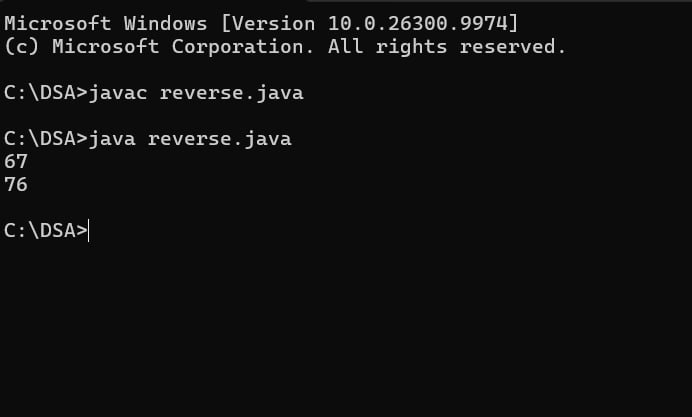 Microsoft Windows [Version 10.0.26300.9974]
(c) Microsoft Corporation. All rights reserved.
C:\DSA>javac reverse.java
C:\DSA>java reverse.java
67
76
C:\DSA>